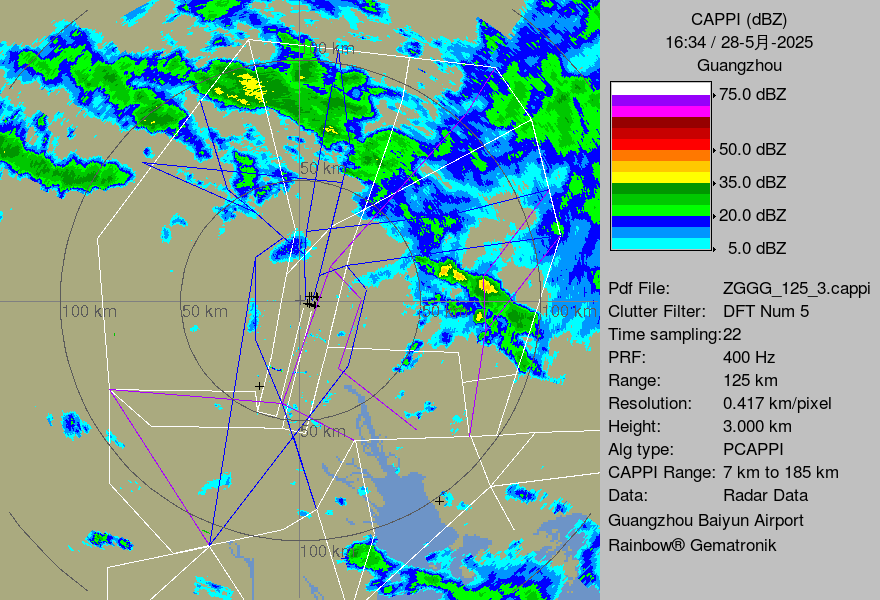 CAPPI (dBZ)
16:34 / 28-5月-2025
Guangzhou
75.0 dBZ
50.0 dBZ
35.0 dBZ
20.0 dBZ
5.0 dBZ
Pdf File: ZGGG_125_3.cappi
Clutter Filter: DFT Num 5
Time sampling:22
PRF: 400 Hz
Range: 125 km
Resolution: 0.417 km/pixel
Height: 3.000 km
Alg type: PCAPPI
CAPPI Range: 7 km to 185 km
Data: Radar Data
Guangzhou Baiyun Airport
Rainbow® Gematronik
100 km
50 km
100 km
50 km
50 km
100 km
50 km
100 km